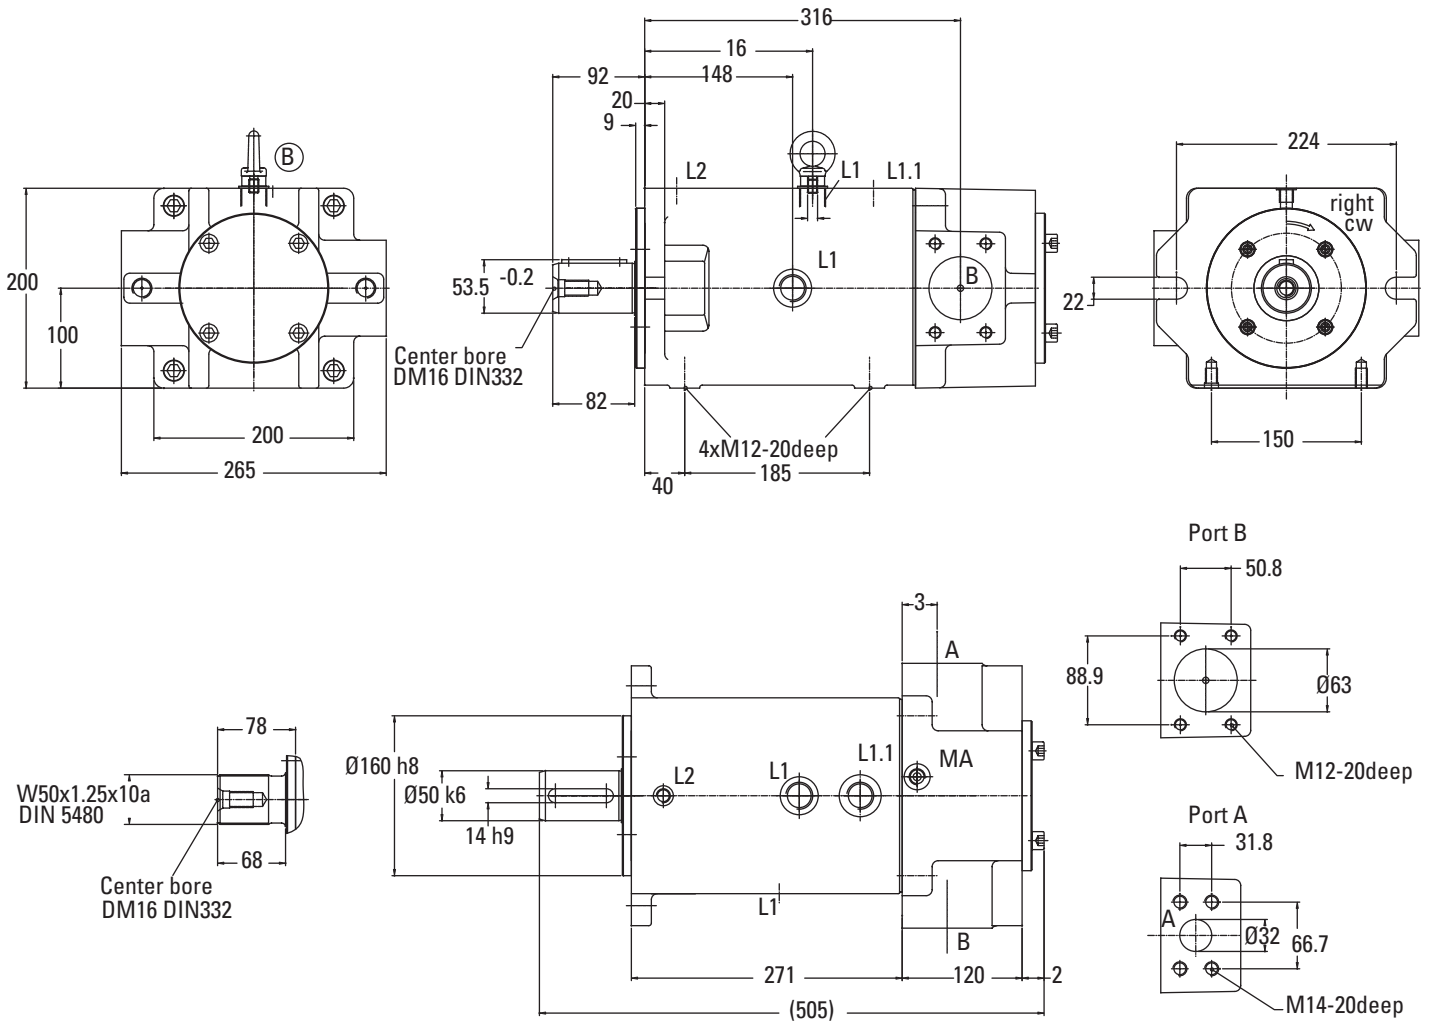 316
16
92
148
20
9
B
L2
L1
L1.1
224
right
cw
200
100
53.5
-0.2
L1
B
22
Center bore
DM16 DIN332
82
200
265
4xM12-20deep
40
185
150
Port B
50.8
88.9
Ø63
M12-20deep
3
A
78
W50x1.25x10a
DIN 5480
68
Center bore
DM16 DIN332
Ø160 h8
Ø50 k6
14 h9
L2
L1
L1.1
MA
L1
B
271
120
2
(505)
Port A
31.8
A
Ø32
66.7
M14-20deep